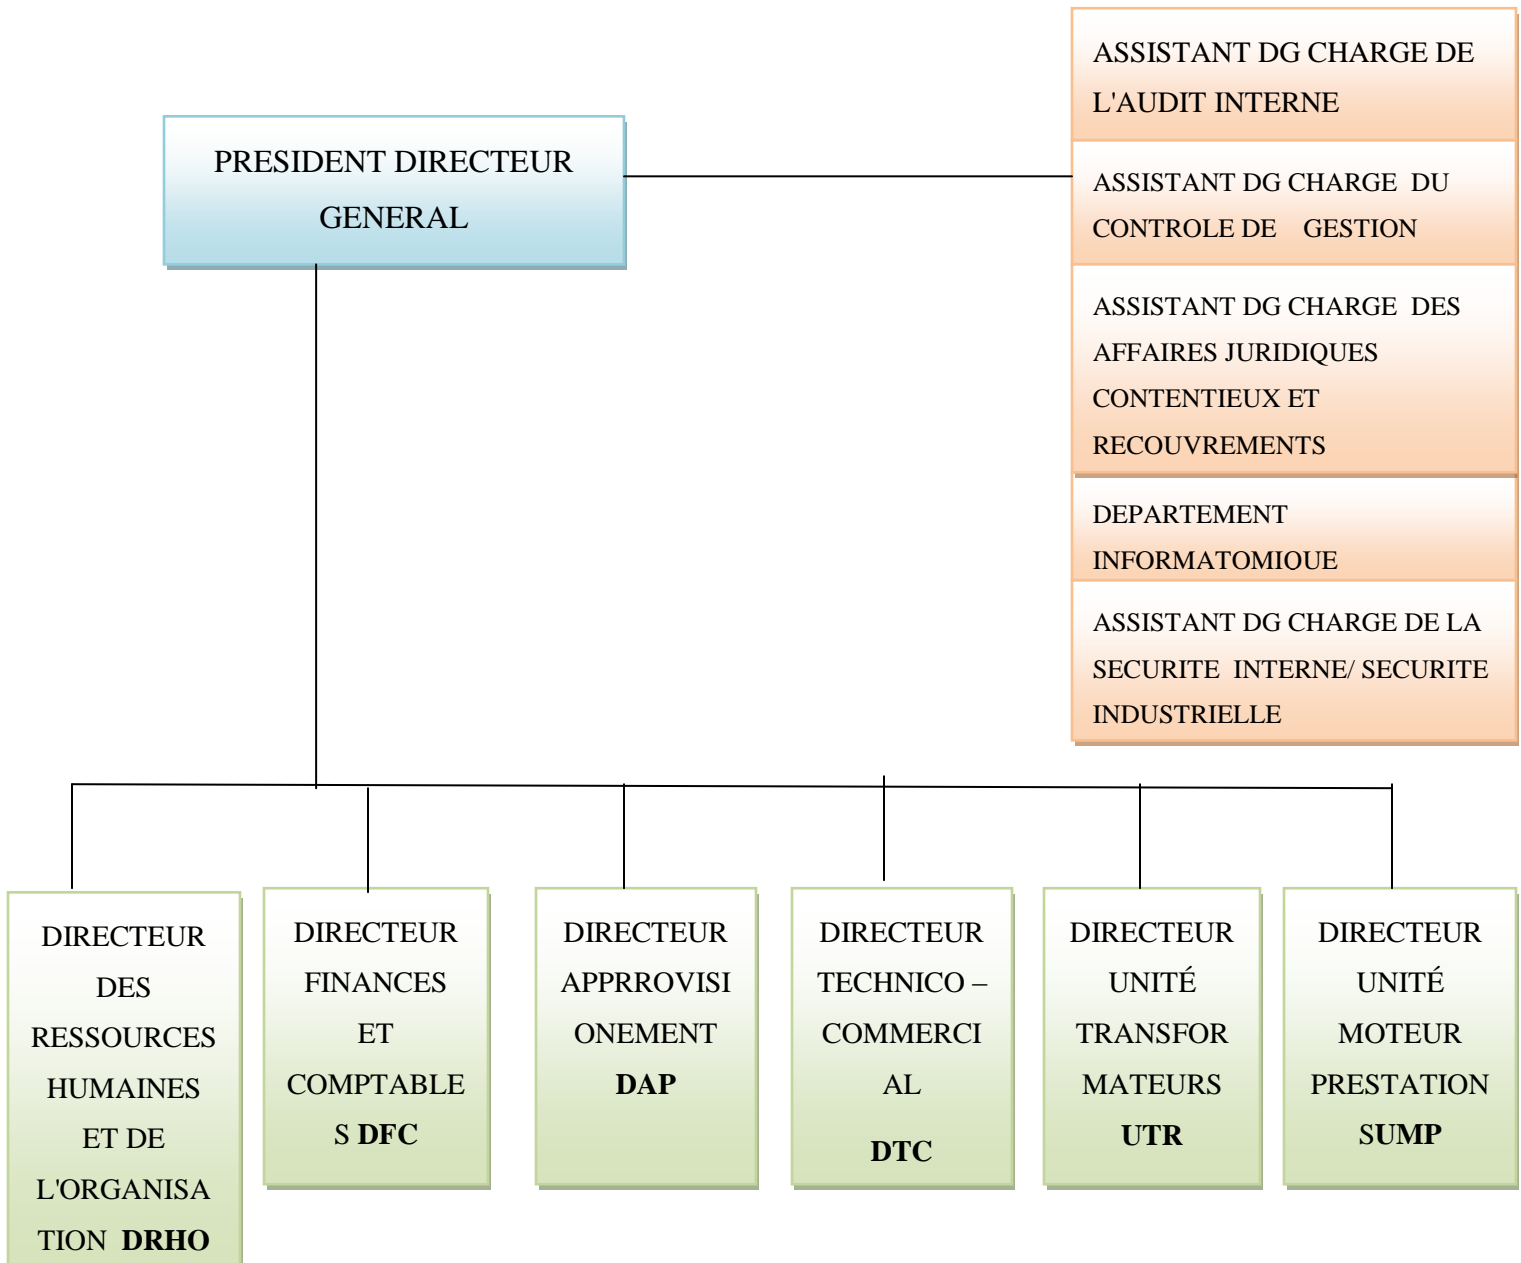 PRESIDENT DIRECTEUR
GENERAL
ASSISTANT DG CHARGE DE
L'AUDIT INTERNE
ASSISTANT DG CHARGE DU
CONTROLE DE GESTION
ASSISTANT DG CHARGE DES
AFFAIRES JURIDIQUES
CONTENTIEUX ET
RECOUVREMENTS
DEPARTEMENT
INFORMATOMIQUE
ASSISTANT DG CHARGE DE LA
SECURITE INTERNE/ SECURITE
INDUSTRIELLE
DIRECTEUR
DES
RESSOURCES
HUMAINES
ET DE
L'ORGANISA
TION DRHO
DIRECTEUR
FINANCES
ET
COMPTABLE
S DFC
DIRECTEUR
APPRROVISI
ONEMENT
DAP
DIRECTEUR
TECHNICO –
COMMERCI
AL
DTC
DIRECTEUR
UNITÉ
TRANSFOR
MATEURS
UTR
DIRECTEUR
UNITÉ
MOTEUR
PRESTATION
SUMP